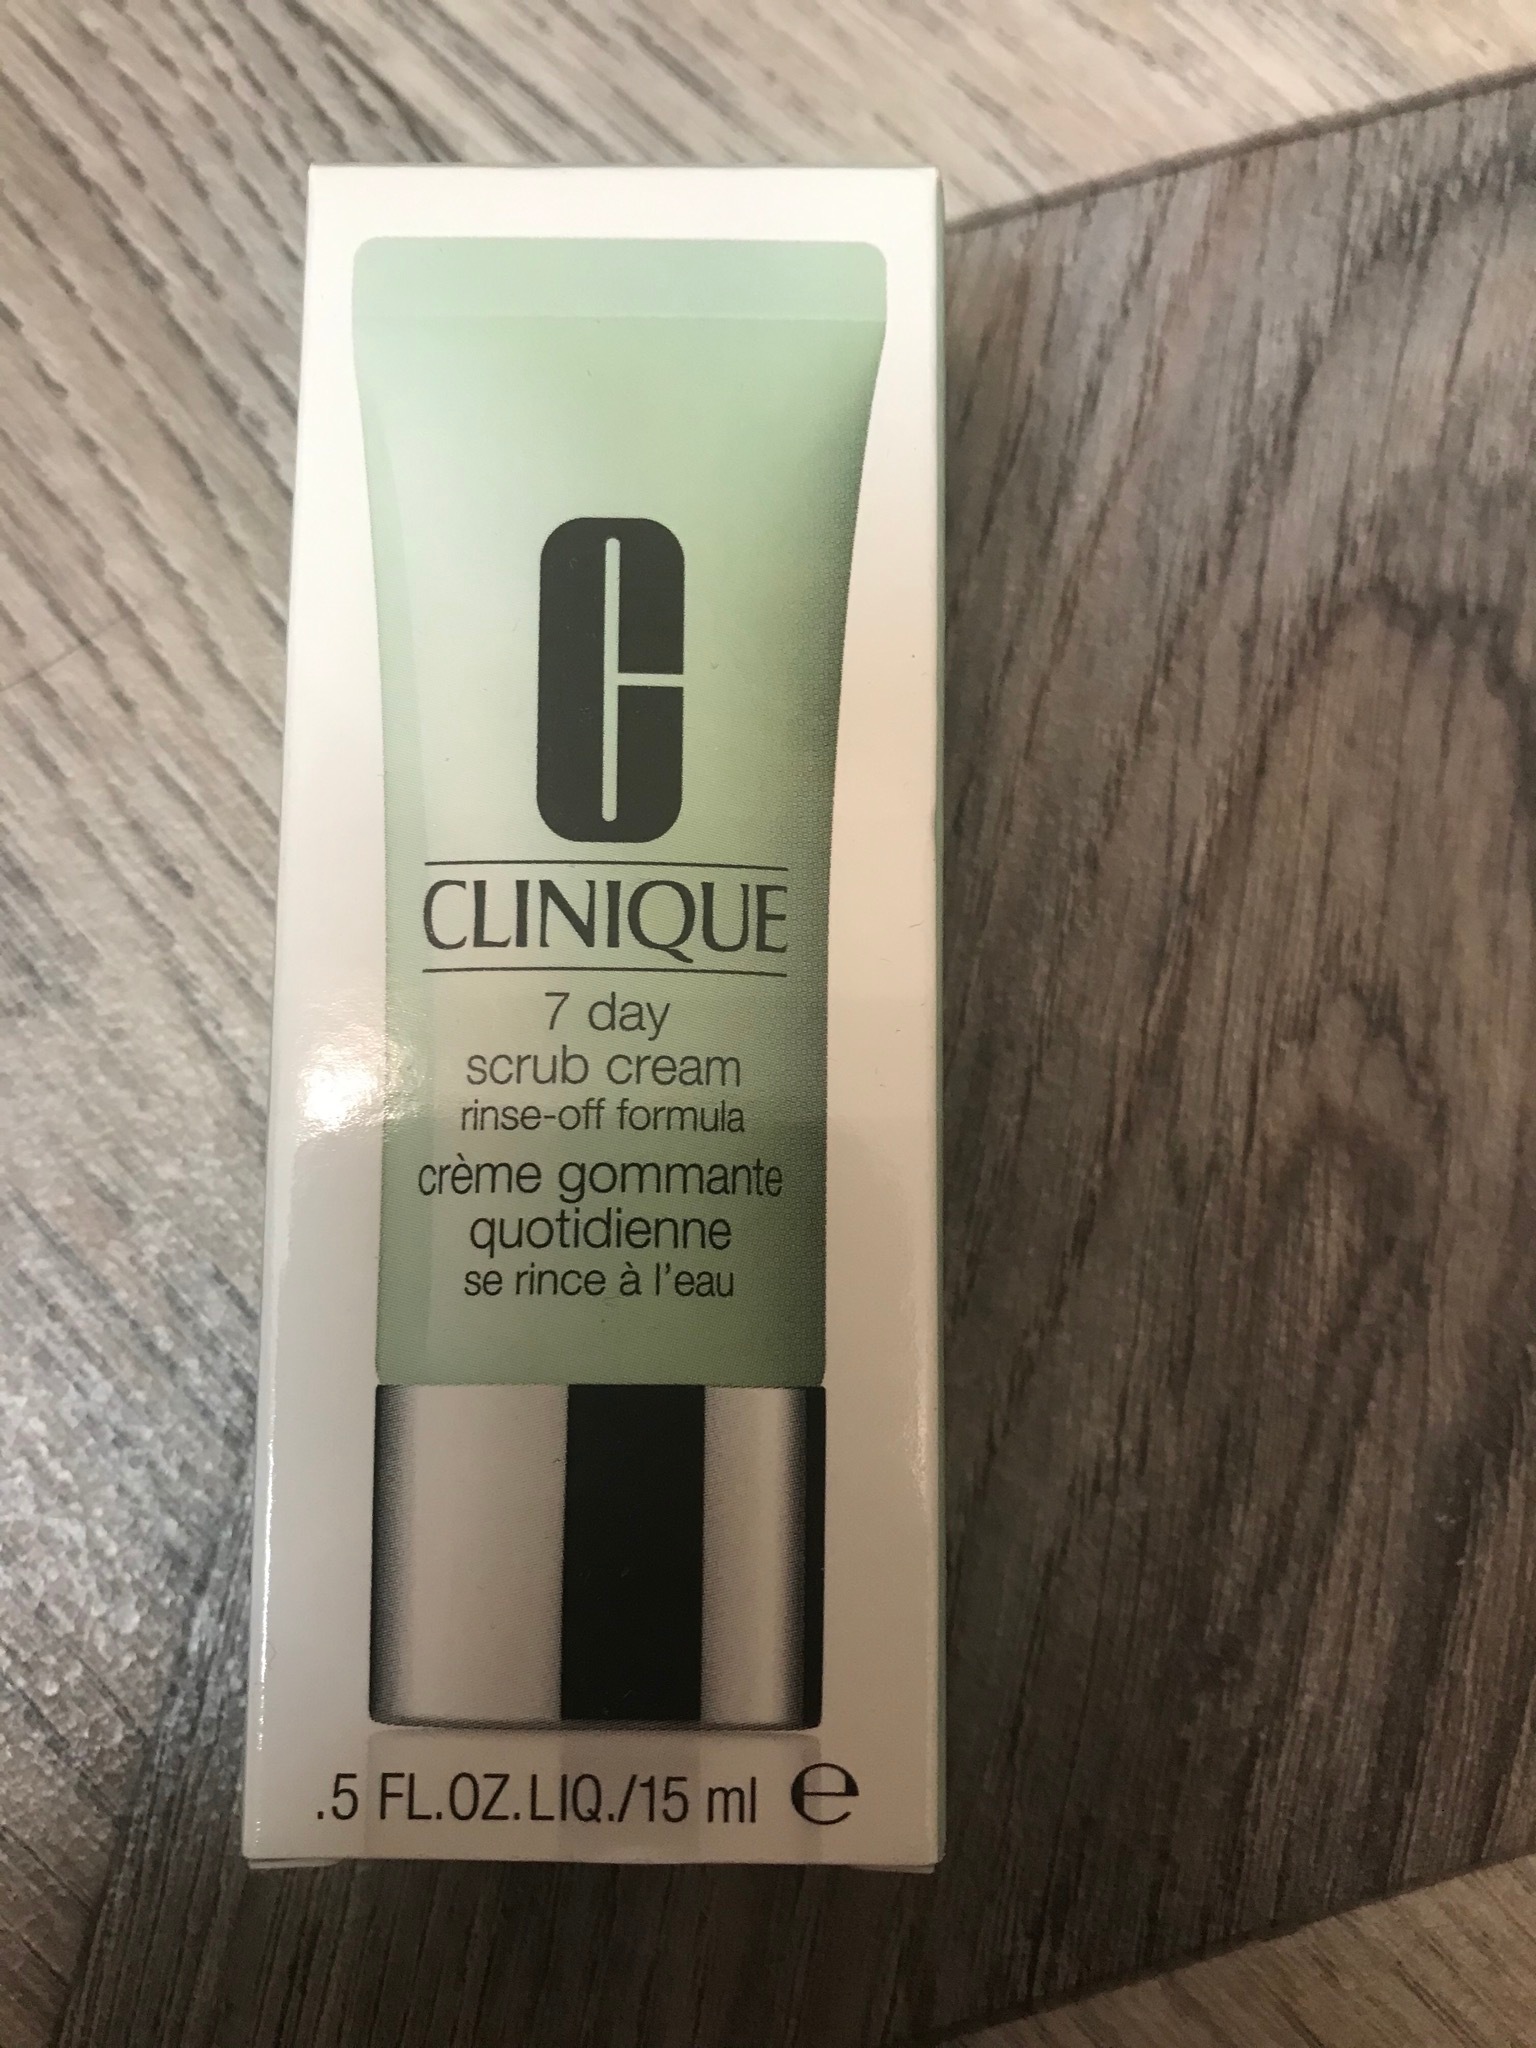 C
CLINIQUE
7 day
scrub cream
rinse-off formula
crème gommante
quotidienne
se rince à l'eau
.5 FL.OZ.LIQ./15 ml ℮